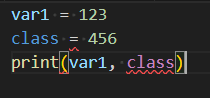 var1 = 123
class = 456
print(var1, class)